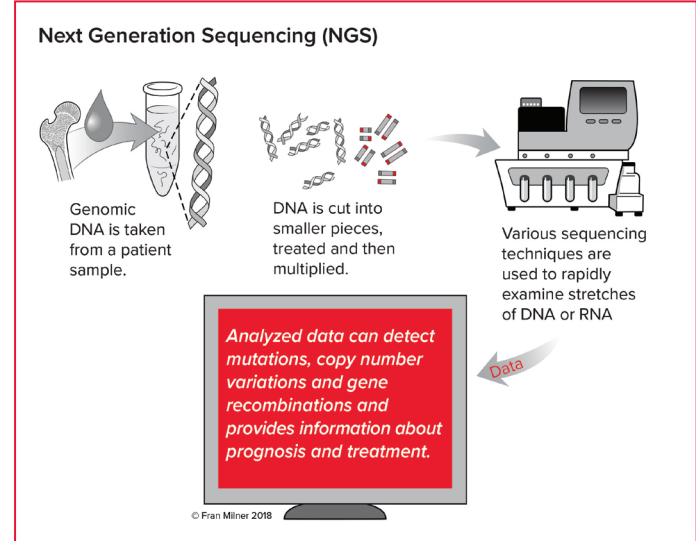 Next Generation Sequencing (NGS)
Genomic
DNA is taken
from a patient
sample.
DNA is cut into
smaller pieces,
treated and then
multiplied.
Various sequencing
techniques are
used to rapidly
examine stretches
of DNA or RNA
Data
Analyzed data can detect
mutations, copy number
variations and gene
recombinations and
provides information about
prognosis and treatment.
© Fran Milner 2018